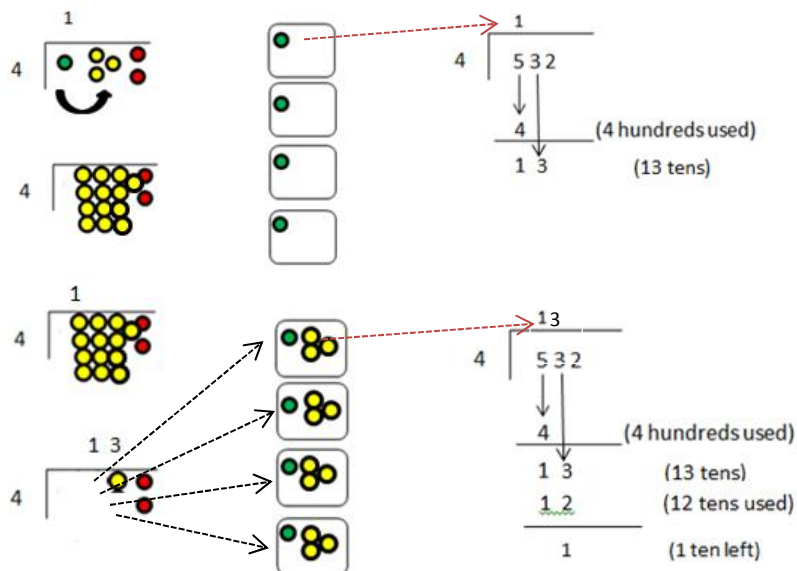 1
4
1
4
5 3 2
4 (4 hundreds used)
1 3 (13 tens)
4
1
4
1 3
4
1 3
4
5 3 2
4 (4 hundreds used)
1 3 (13 tens)
1 2 (12 tens used)
1 (1 ten left)